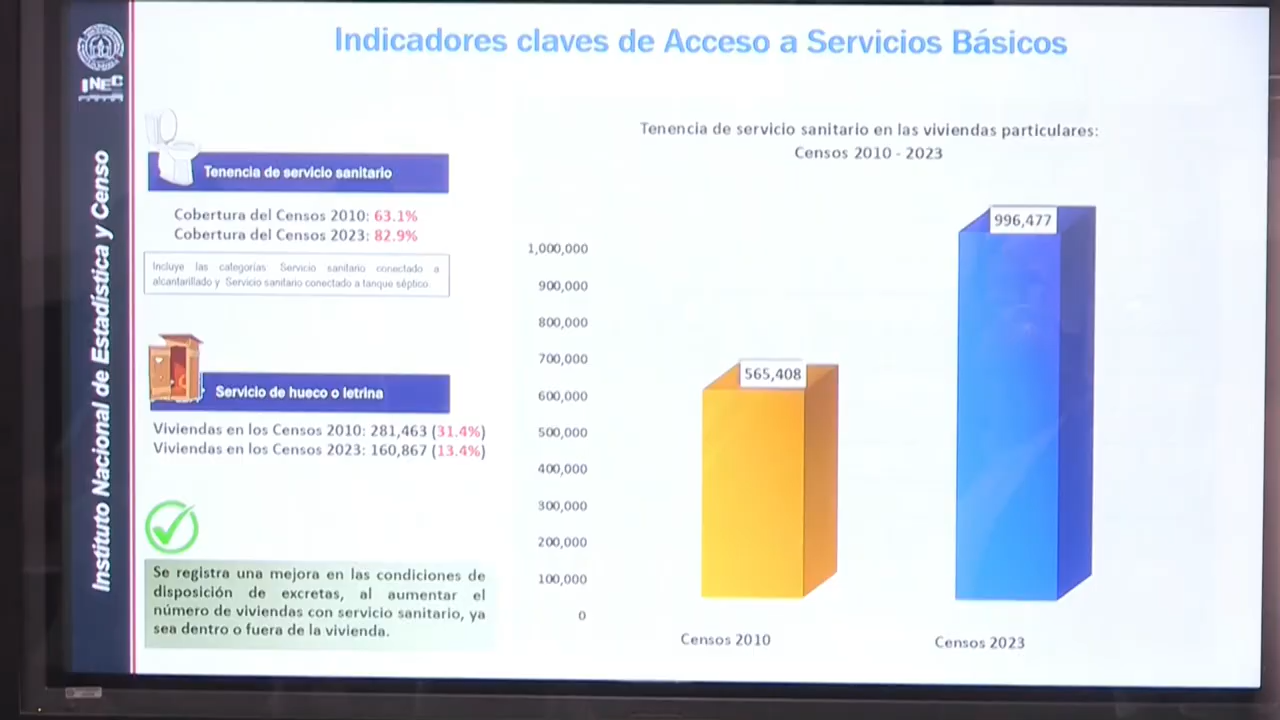 Indicadores claves de Acceso a Servicios Básicos
INEC
Instituto Nacional de Estadística y Censo
Tenencia de servicio sanitario
Cobertura del Censos 2010: 63.1%
Cobertura del Censos 2023: 82.9%
Incluye las categorías Servicio sanitario conectado a
alcantarillado y Servicio sanitario conectado a tanque séptico.
Servicio de hueco o letrina
Viviendas en los Censos 2010: 281,463 (31.4%)
Viviendas en los Censos 2023: 160,867 (13.4%)
Se registra una mejora en las condiciones de
disposición de excretas, al aumentar el
número de viviendas con servicio sanitario, ya
sea dentro o fuera de la vivienda.
Tenencia de servicio sanitario en las viviendas particulares:
Censos 2010 - 2023
1,000,000
900,000
800,000
700,000
600,000
500,000
400,000
300,000
200,000
100,000
0
565,408
996,477
Censos 2010
Censos 2023